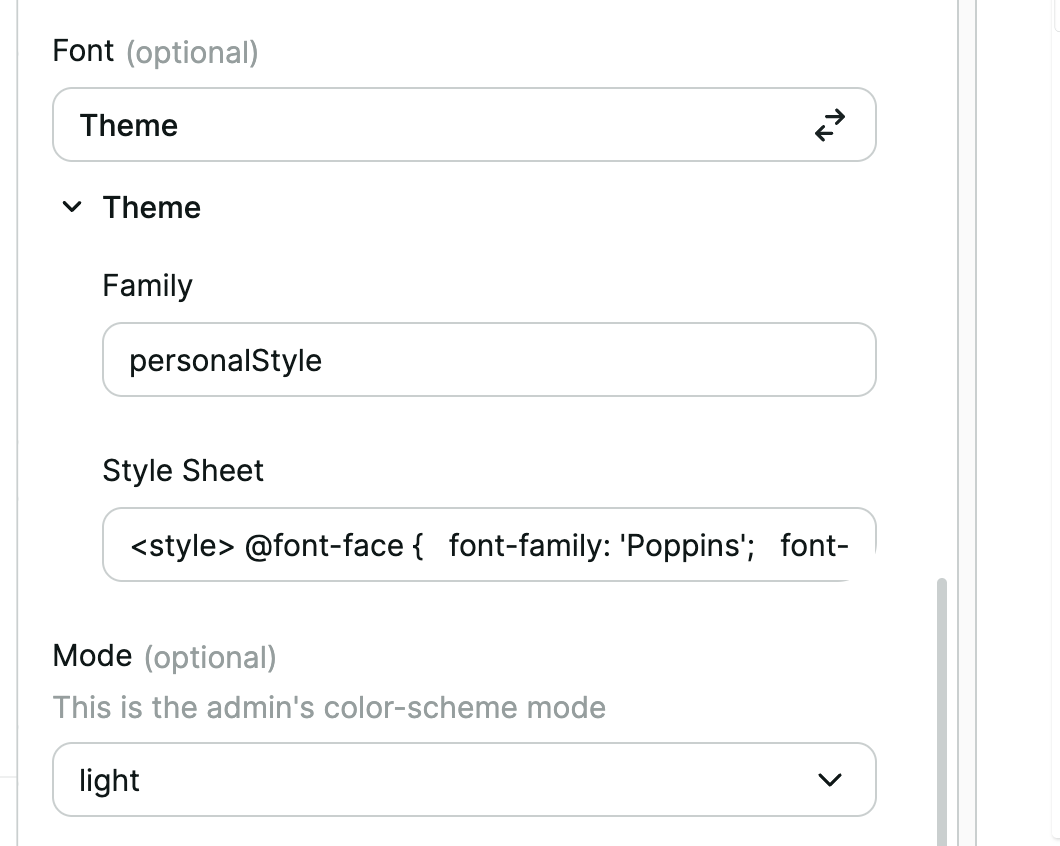 Font (optional)
Theme
Theme
Family
personalStyle
Style Sheet
<style> @font-face {   font-family: 'Poppins';   font-
Mode (optional)
This is the admin's color-scheme mode
light